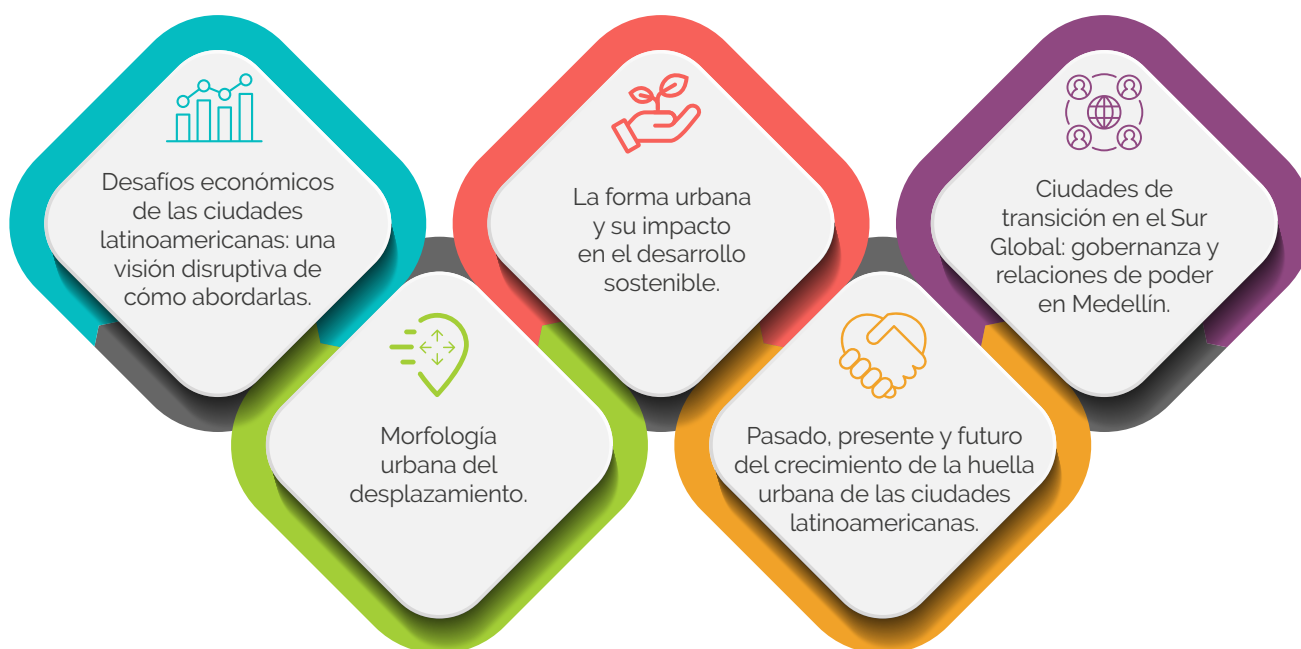 Desafíos económicos
de las ciudades
latinoamericanas: una
visión disruptiva de
cómo abordarlas.
Morfología
urbana del
desplazamiento.
La forma urbana
y su impacto
en el desarrollo
sostenible.
Pasado, presente y futuro
del crecimiento de la huella
urbana de las ciudades
latinoamericanas.
Ciudades de
transición en el Sur
Global: gobernanza y
relaciones de poder
en Medellín.